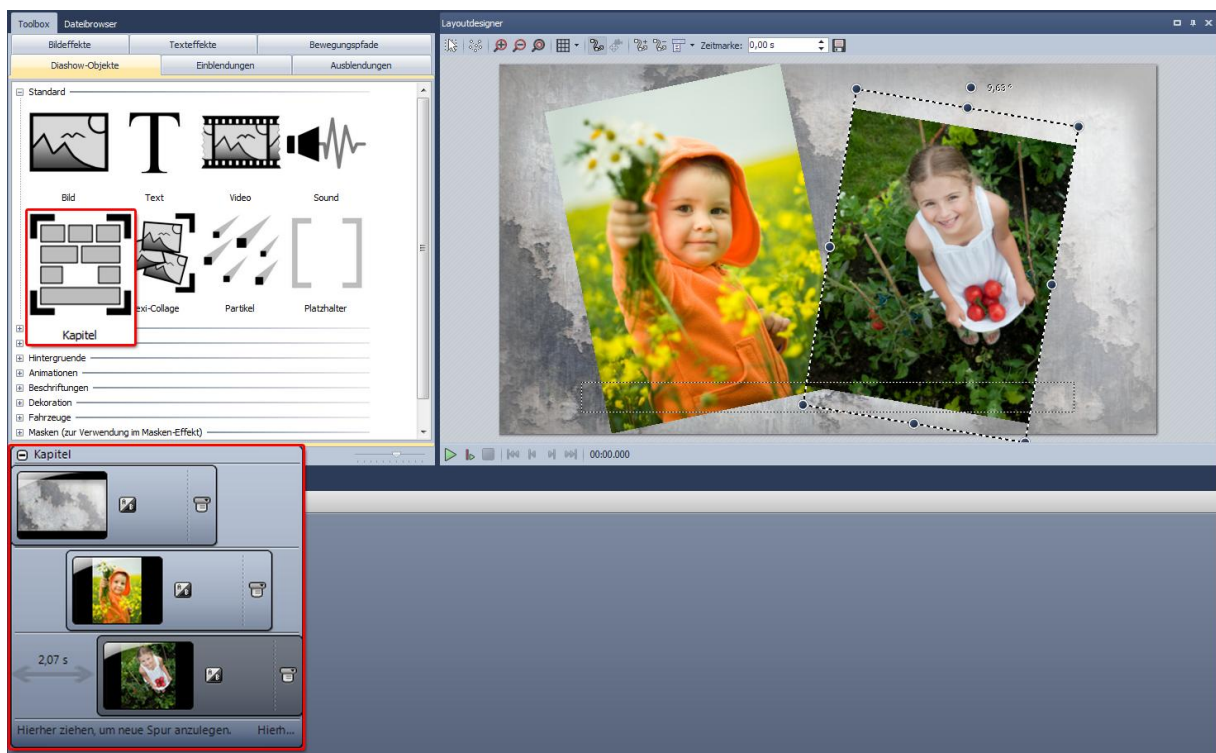 Toolbox Dateibrowser
Bildeffekte Texteffekte Bewegungspfade
Diashow-Objekte Einblendungen Ausblendungen
Standard
Bild Text Video Sound
Kapitel Partikel Platzhalter
Hintergruende
Animationen
Beschriftungen
Dekoration
Fahrzeuge
Masken (zur Verwendung im Masken-Effekt)
Layoutdesigner
Zeitmarke: 0,00 s
9,63 °
00:00.000
Kapitel
2,07 s
Hierher ziehen, um neue Spur anzulegen. Hierh...